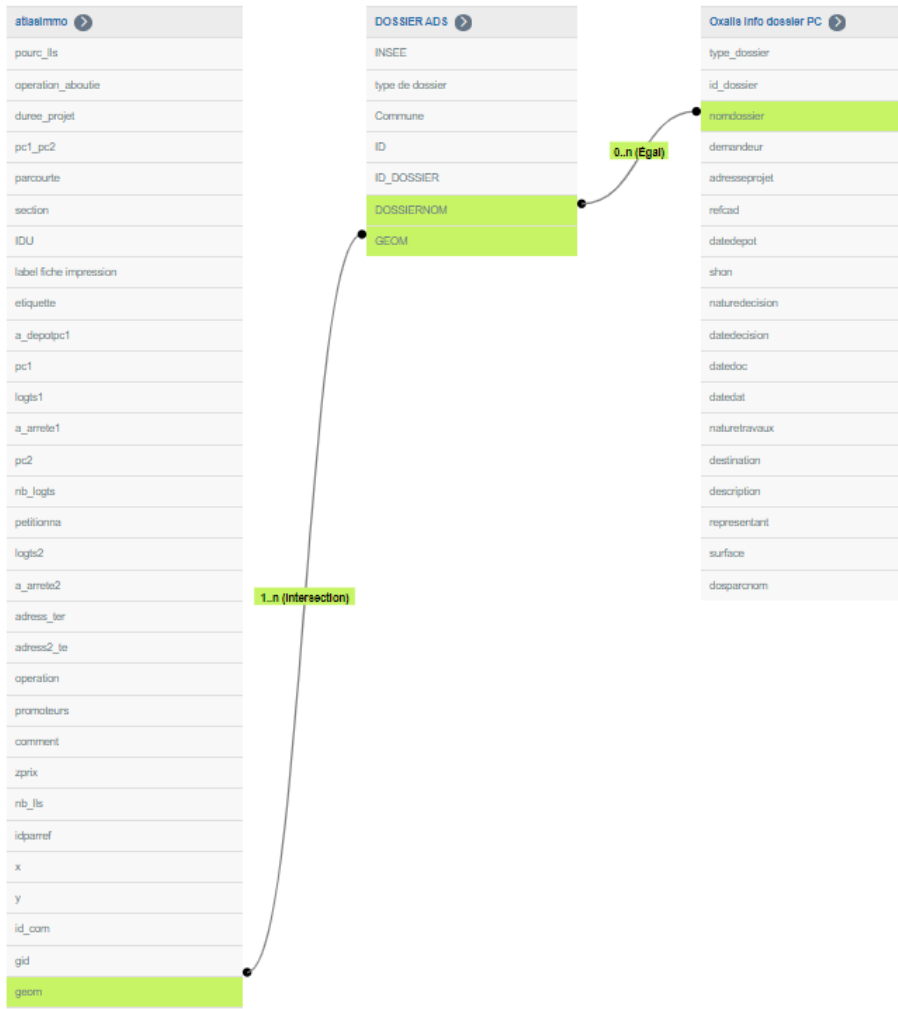 atlasimmo
pourc_lls
operation_aboutie
duree_projet
pc1_pc2
parcourte
section
IDU
label fiche impression
etiquette
a_depotpc1
pc1
logts1
a_arrete1
pc2
nb_logts
petitionna
logts2
a_arrete2
adress_ter
adress2_te
operation
promoteurs
comment
zprix
nb_lls
idparref
x
y
id_com
gid
geom
1..n (Intersection)
DOSSIER ADS
INSEE
type de dossier
Commune
ID
ID_DOSSIER
DOSSIERNOM
GEOM
0..n (Égal)
Oxalis info dossier PC
type_dossier
id_dossier
nomdossier
demandeur
adresseprojet
refcad
datedepot
shon
naturedecision
datedecision
datedoc
datedat
naturetravaux
destination
description
representant
surface
dosparcnom